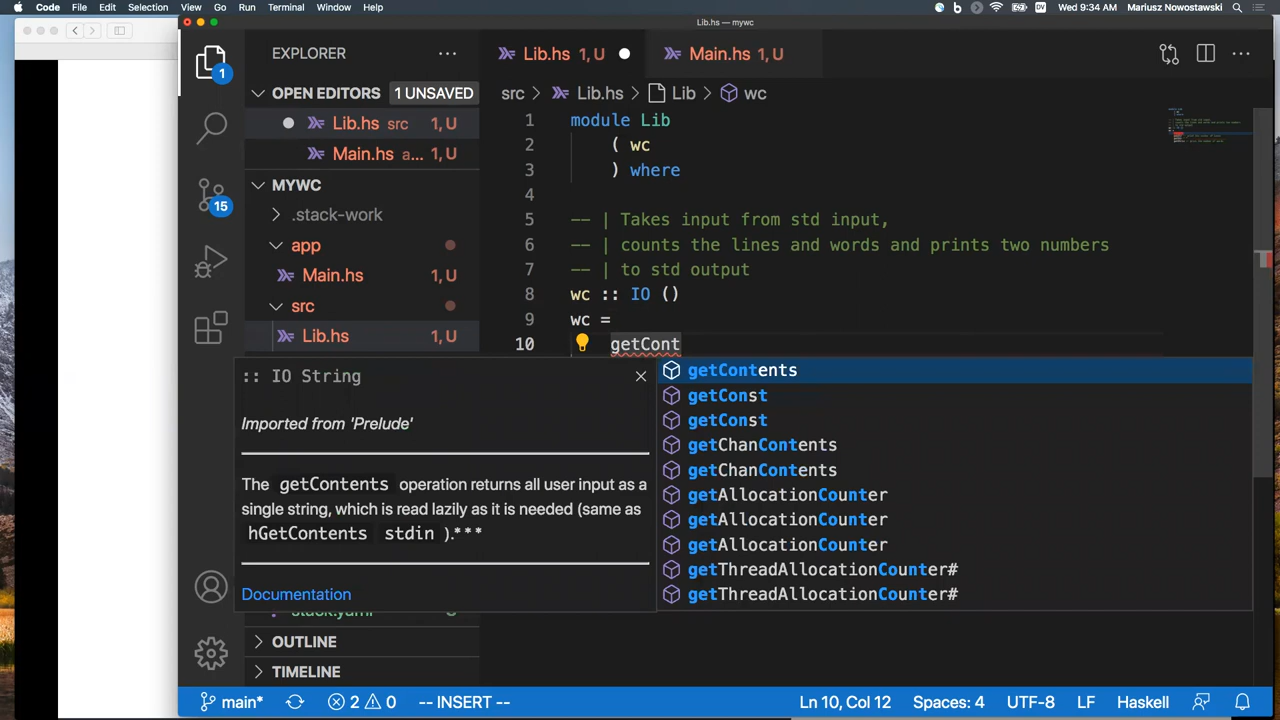 Code File Edit Selection View Go Run Terminal Window Help DV Wed 9:34 AM Mariusz Nowostawski
Lib.hs — mywc
EXPLORER ···
Lib.hs 1, U
Main.hs 1, U
OPEN EDITORS 1 UNSAVED
Lib.hs src 1, U
Main.hs a... 1, U
MYWC
.stack-work
app
Main.hs 1, U
src
Lib.hs 1, U
1
15
src > Lib.hs > Lib > wc
1 module Lib
2 ( wc
3 ) where
4
5 -- | Takes input from std input,
6 -- | counts the lines and words and prints two numbers
7 -- | to std output
8 wc :: IO ()
9 wc =
10 getCont
:: IO String
Imported from 'Prelude'
The getContents operation returns all user input as a
single string, which is read lazily as it is needed (same as
hGetContents stdin ).***
Documentation
getContents
getConst
getConst
getChanContents
getChanContents
getAllocationCounter
getAllocationCounter
getAllocationCounter
getThreadAllocationCounter#
getThreadAllocationCounter#
stack.yaml
OUTLINE
TIMELINE
main* 2 0 -- INSERT -- Ln 10, Col 12 Spaces: 4 UTF-8 LF Haskell